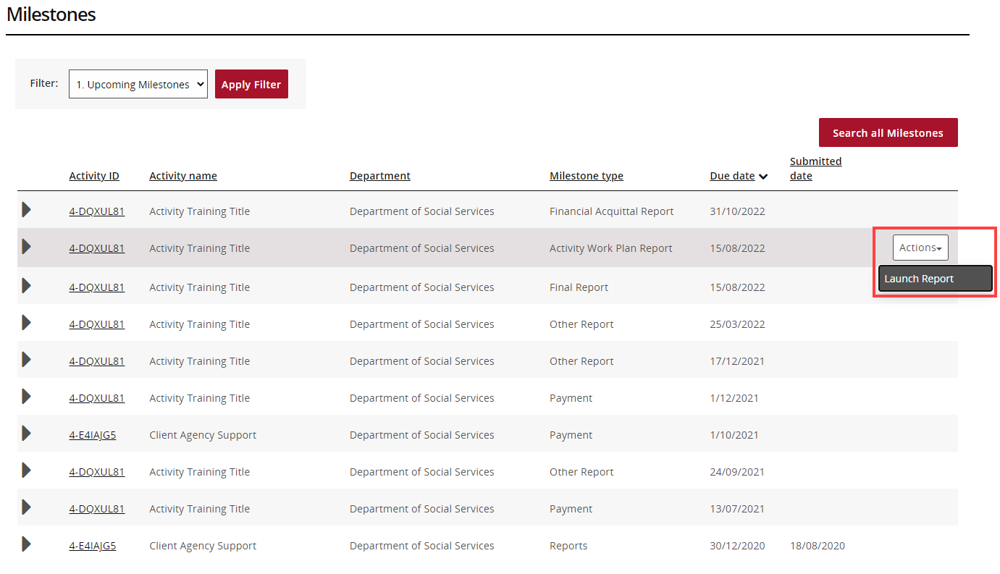 Milestones
Filter: 1. Upcoming Milestones Apply Filter
Search all Milestones
Activity ID Activity name Department Milestone type Due date Submitted date
4-DQXUL81 Activity Training Title Department of Social Services Financial Acquittal Report 31/10/2022
4-DQXUL81 Activity Training Title Department of Social Services Activity Work Plan Report 15/08/2022 Actions
Launch Report
4-DQXUL81 Activity Training Title Department of Social Services Final Report 15/08/2022
4-DQXUL81 Activity Training Title Department of Social Services Other Report 25/03/2022
4-DQXUL81 Activity Training Title Department of Social Services Other Report 17/12/2021
4-DQXUL81 Activity Training Title Department of Social Services Payment 1/12/2021
4-E4IAJG5 Client Agency Support Department of Social Services Payment 1/10/2021
4-DQXUL81 Activity Training Title Department of Social Services Other Report 24/09/2021
4-DQXUL81 Activity Training Title Department of Social Services Payment 13/07/2021
4-E4IAJG5 Client Agency Support Department of Social Services Reports 30/12/2020 18/08/2020